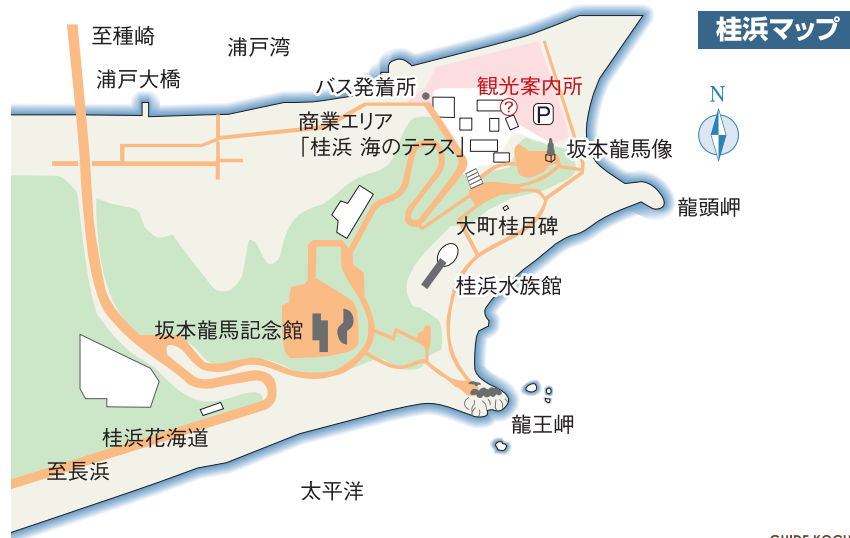 桂浜マップ
至種崎
浦戸湾
浦戸大橋
バス発着所
観光案内所
?
P
N
商業エリア
「桂浜 海のテラス」
坂本龍馬像
龍頭岬
大町桂月碑
桂浜水族館
坂本龍馬記念館
龍王岬
桂浜花海道
至長浜
太平洋